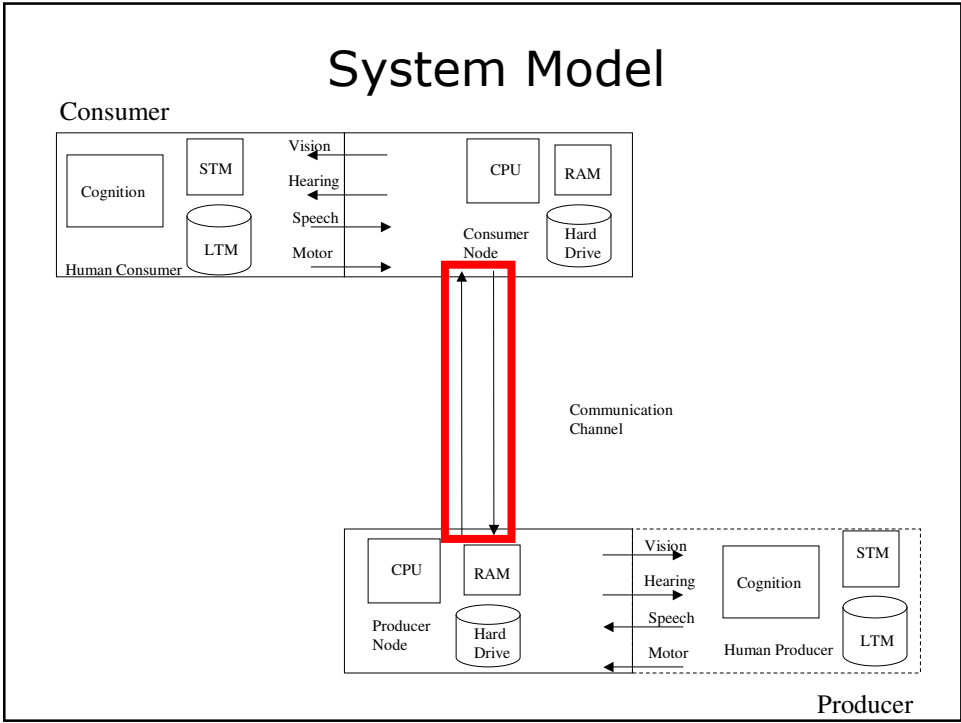 System Model
Consumer
Cognition
STM
LTM
Human Consumer
Vision
Hearing
Speech
Motor
CPU
RAM
Consumer
Node
Hard
Drive
Communication
Channel
CPU
RAM
Producer
Node
Hard
Drive
Vision
Hearing
Speech
Motor
Cognition
STM
LTM
Human Producer
Producer